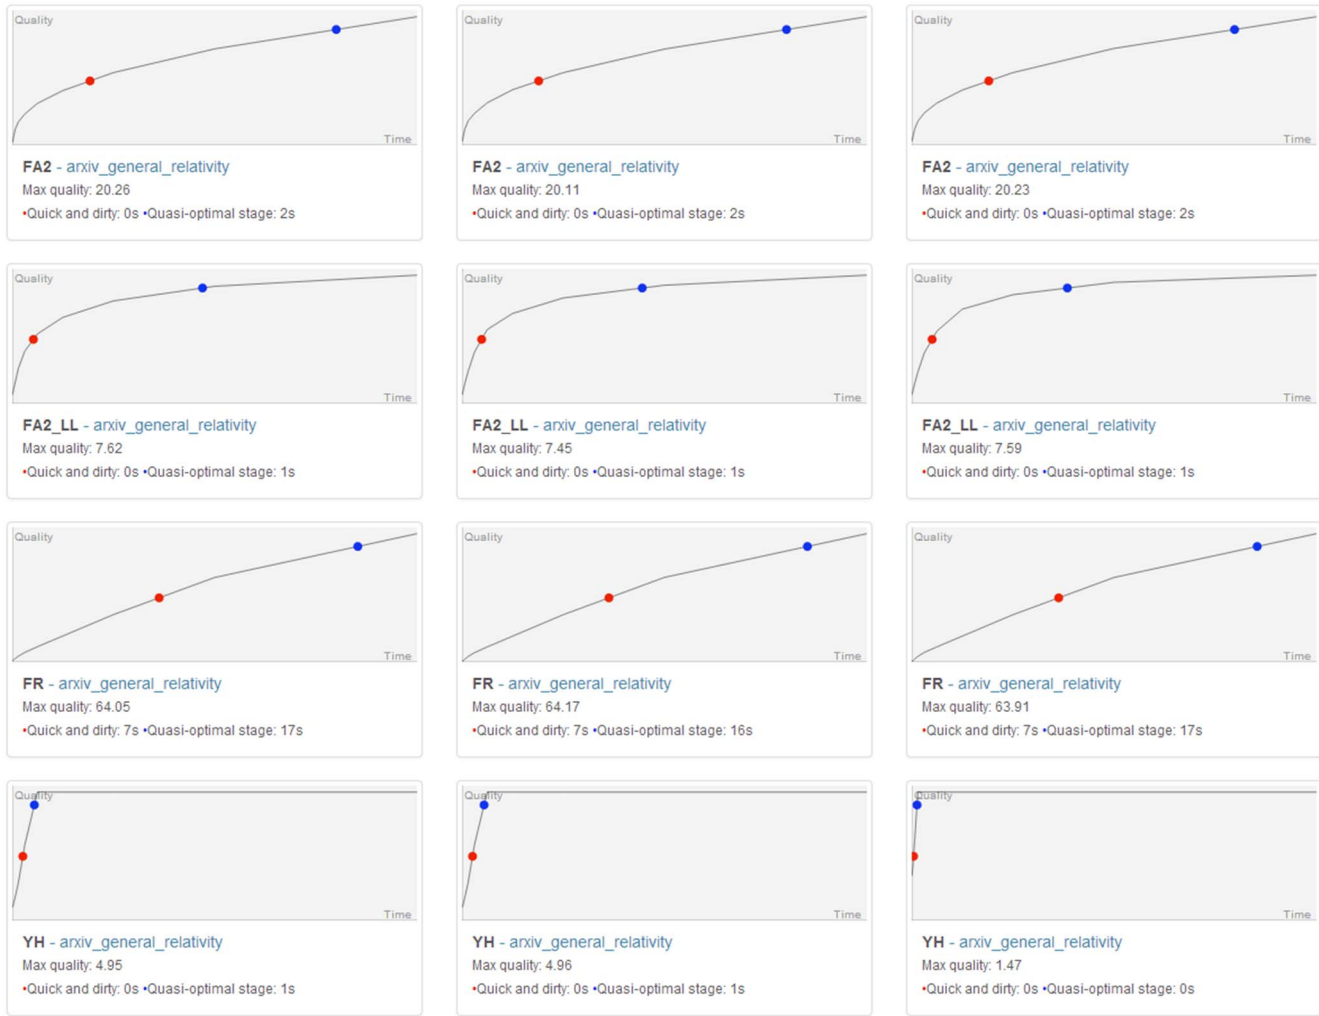 Quality
Time
FA2 - arxiv_general_relativity
Max quality: 20.26
•Quick and dirty: 0s •Quasi-optimal stage: 2s
Quality
Time
FA2 - arxiv_general_relativity
Max quality: 20.11
•Quick and dirty: 0s •Quasi-optimal stage: 2s
Quality
Time
FA2 - arxiv_general_relativity
Max quality: 20.23
•Quick and dirty: 0s •Quasi-optimal stage: 2s
Quality
Time
FA2_LL - arxiv_general_relativity
Max quality: 7.62
•Quick and dirty: 0s •Quasi-optimal stage: 1s
Quality
Time
FA2_LL - arxiv_general_relativity
Max quality: 7.45
•Quick and dirty: 0s •Quasi-optimal stage: 1s
Quality
Time
FA2_LL - arxiv_general_relativity
Max quality: 7.59
•Quick and dirty: 0s •Quasi-optimal stage: 1s
Quality
Time
FR - arxiv_general_relativity
Max quality: 64.05
•Quick and dirty: 7s •Quasi-optimal stage: 17s
Quality
Time
FR - arxiv_general_relativity
Max quality: 64.17
•Quick and dirty: 7s •Quasi-optimal stage: 16s
Quality
Time
FR - arxiv_general_relativity
Max quality: 63.91
•Quick and dirty: 7s •Quasi-optimal stage: 17s
Quality
Time
YH - arxiv_general_relativity
Max quality: 4.95
•Quick and dirty: 0s •Quasi-optimal stage: 1s
Quality
Time
YH - arxiv_general_relativity
Max quality: 4.96
•Quick and dirty: 0s •Quasi-optimal stage: 1s
Quality
Time
YH - arxiv_general_relativity
Max quality: 1.47
•Quick and dirty: 0s •Quasi-optimal stage: 0s